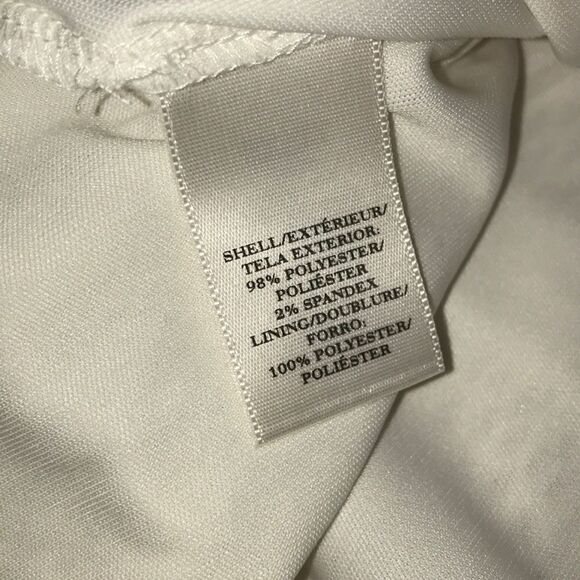 SHELL/EXTÉRIEUR/
TELA EXTERIOR:
98% POLYESTER/
POLIÉSTER
2% SPANDEX
LINING/DOUBLURE/
FORRO:
100% POLYESTER/
POLIÉSTER